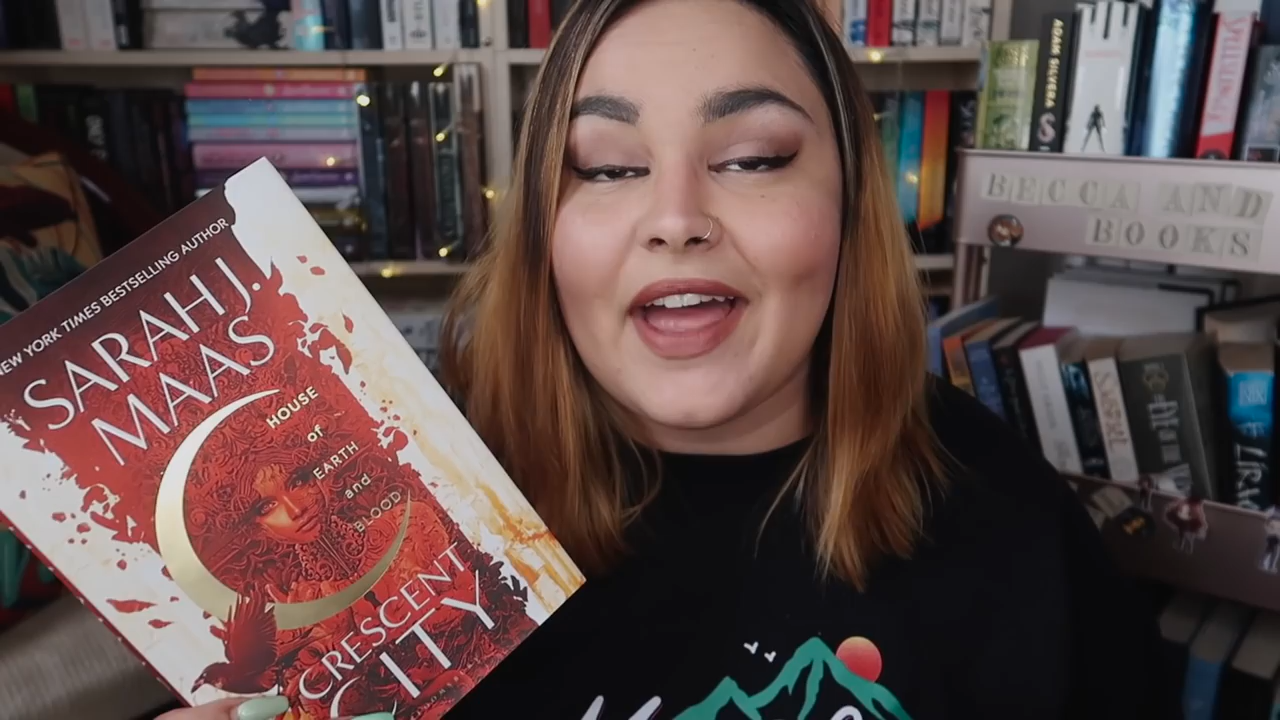 NEW YORK TIMES BESTSELLING AUTHOR
SARAH J.
MAAS
HOUSE
of
EARTH
and
BLOOD
CRESCENT
CITY
ADAM SILVERA
BECCA AND
BOOKS